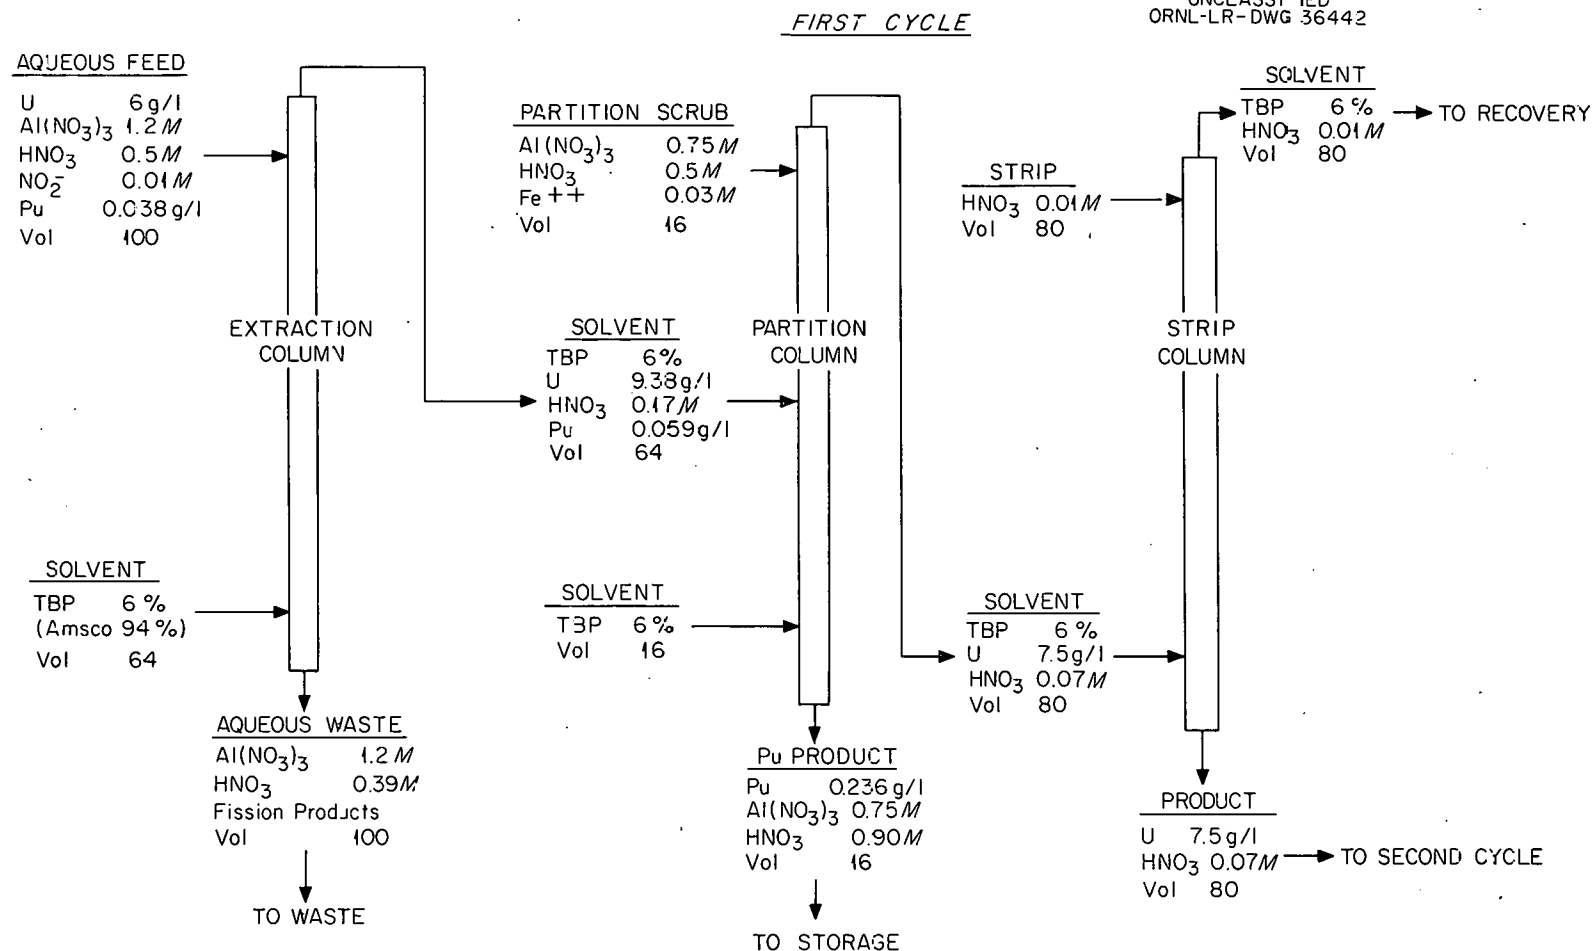 UNCLASSIFIED
ORNL-LR-DWG 36442
FIRST CYCLE
AQUEOUS FEED
U 6 g/l
Al(NO3)3 1.2 M
HNO3 0.5 M
NO2- 0.01 M
Pu 0.038 g/l
Vol 100
EXTRACTION
COLUMN
SOLVENT
TBP 6 %
(Amsco 94 %)
Vol 64
AQUEOUS WASTE
Al(NO3)3 1.2 M
HNO3 0.39 M
Fission Products
Vol 100
TO WASTE
PARTITION SCRUB
Al(NO3)3 0.75 M
HNO3 0.5 M
Fe ++ 0.03 M
Vol 16
SOLVENT
TBP 6 %
U 9.38 g/l
HNO3 0.17 M
Pu 0.059 g/l
Vol 64
PARTITION
COLUMN
SOLVENT
TBP 6 %
Vol 16
Pu PRODUCT
Pu 0.236 g/l
Al(NO3)3 0.75 M
HNO3 0.90 M
Vol 16
TO STORAGE
STRIP
HNO3 0.01 M
Vol 80
SOLVENT
TBP 6 %
HNO3 0.01 M
Vol 80
TO RECOVERY
STRIP
COLUMN
SOLVENT
TBP 6 %
U 7.5 g/l
HNO3 0.07 M
Vol 80
PRODUCT
U 7.5 g/l
HNO3 0.07 M
Vol 80
TO SECOND CYCLE